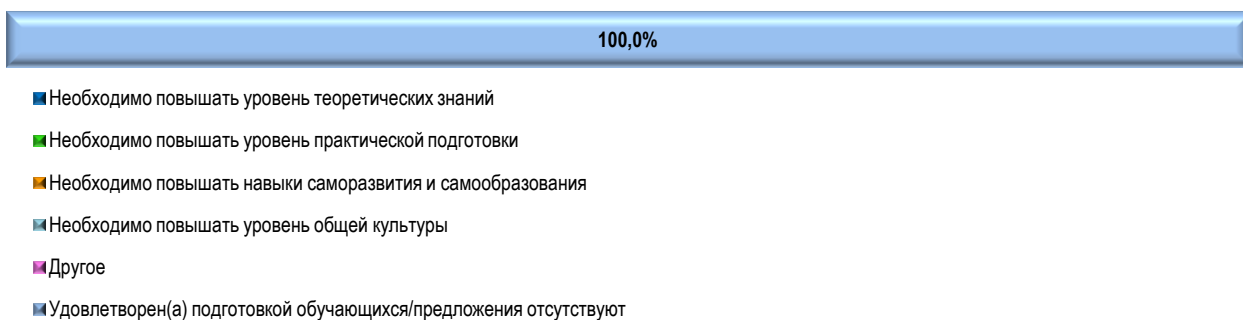 100,0%
Необходимо повышать уровень теоретических знаний
Необходимо повышать уровень практической подготовки
Необходимо повышать навыки саморазвития и самообразования
Необходимо повышать уровень общей культуры
Другое
Удовлетворен(а) подготовкой обучающихся/предложения отсутствуют